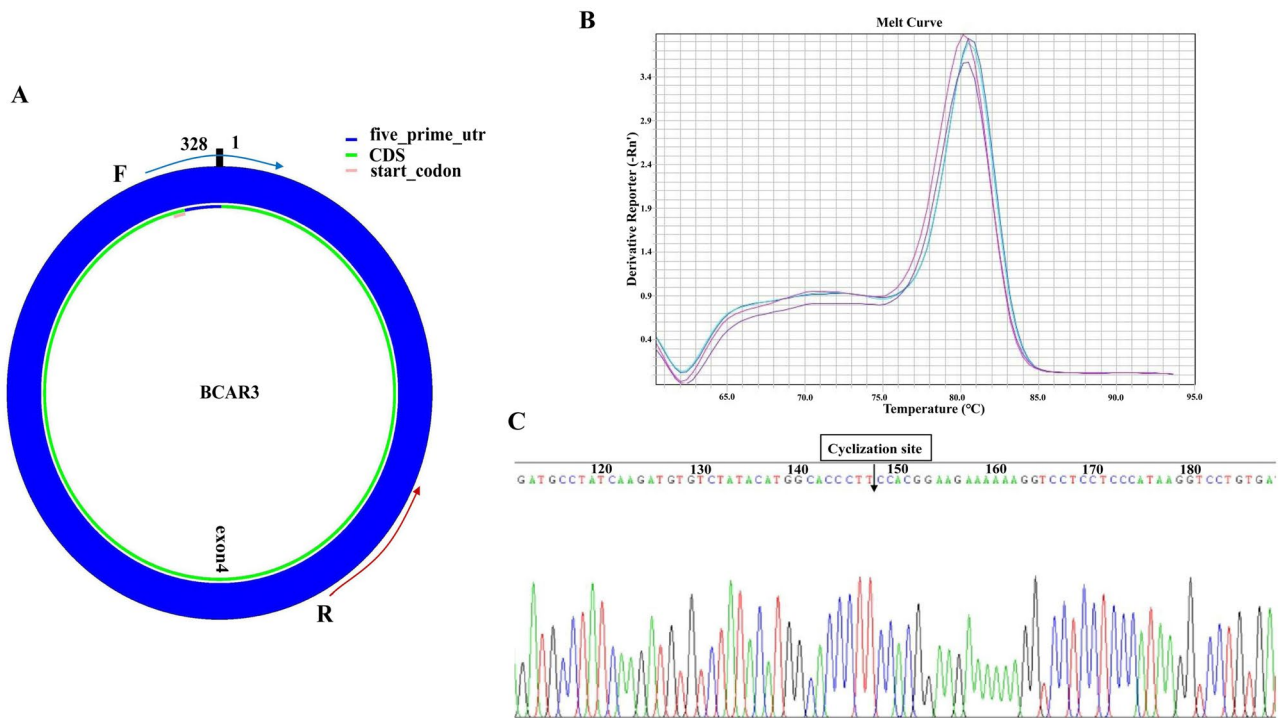 A
328 1
F
five_prime_utr
CDS
start_codon
BCAR3
exon4
R
B
Melt Curve
Derivative Reporter (-Rn')
3.4
2.9
2.4
1.9
1.4
0.9
0.4
65.0 70.0 75.0 80.0 85.0 90.0 95.0
Temperature (°C)
C
Cyclization site
120 130 140 150 160 170 180
GATGCCTATCAAGATGTGTCTATACATGGCACCCTTCCACGGAAGAAAAAAGGTCCTCCTCCCATAAGGTCCTGTGA